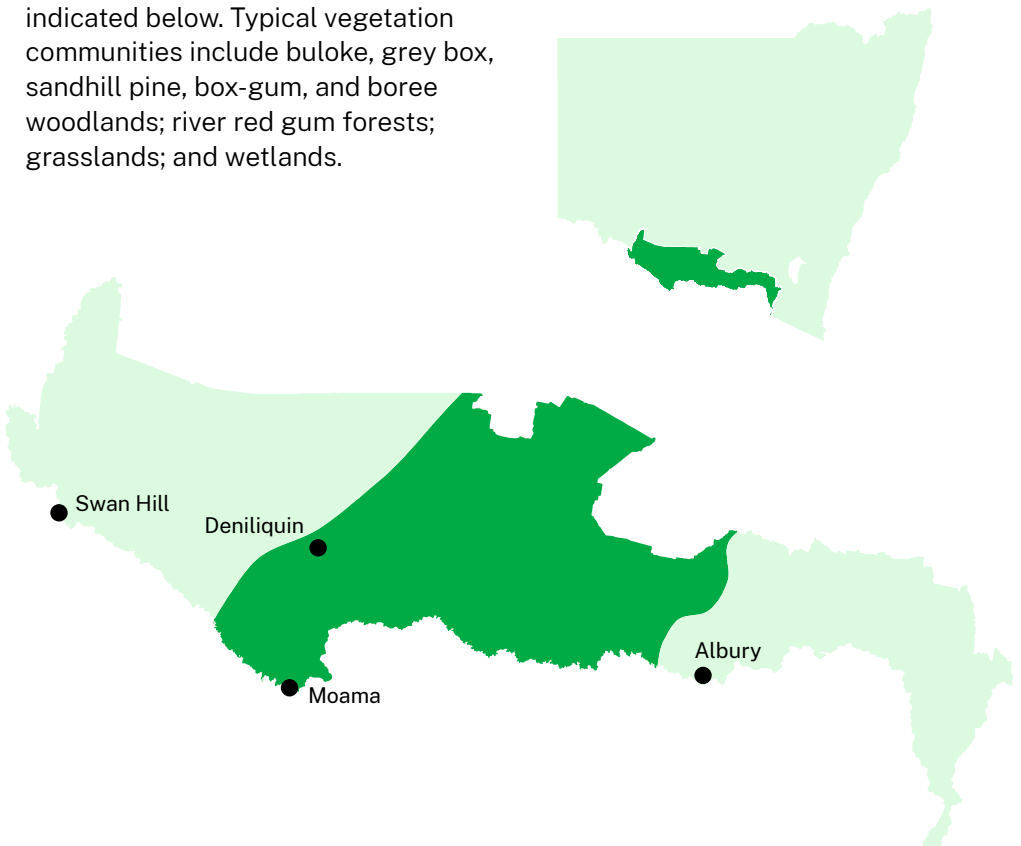 indicated below. Typical vegetation
communities include buloke, grey box,
sandhill pine, box-gum, and boree
woodlands; river red gum forests;
grasslands; and wetlands.
Swan Hill
Deniliquin
Albury
Moama